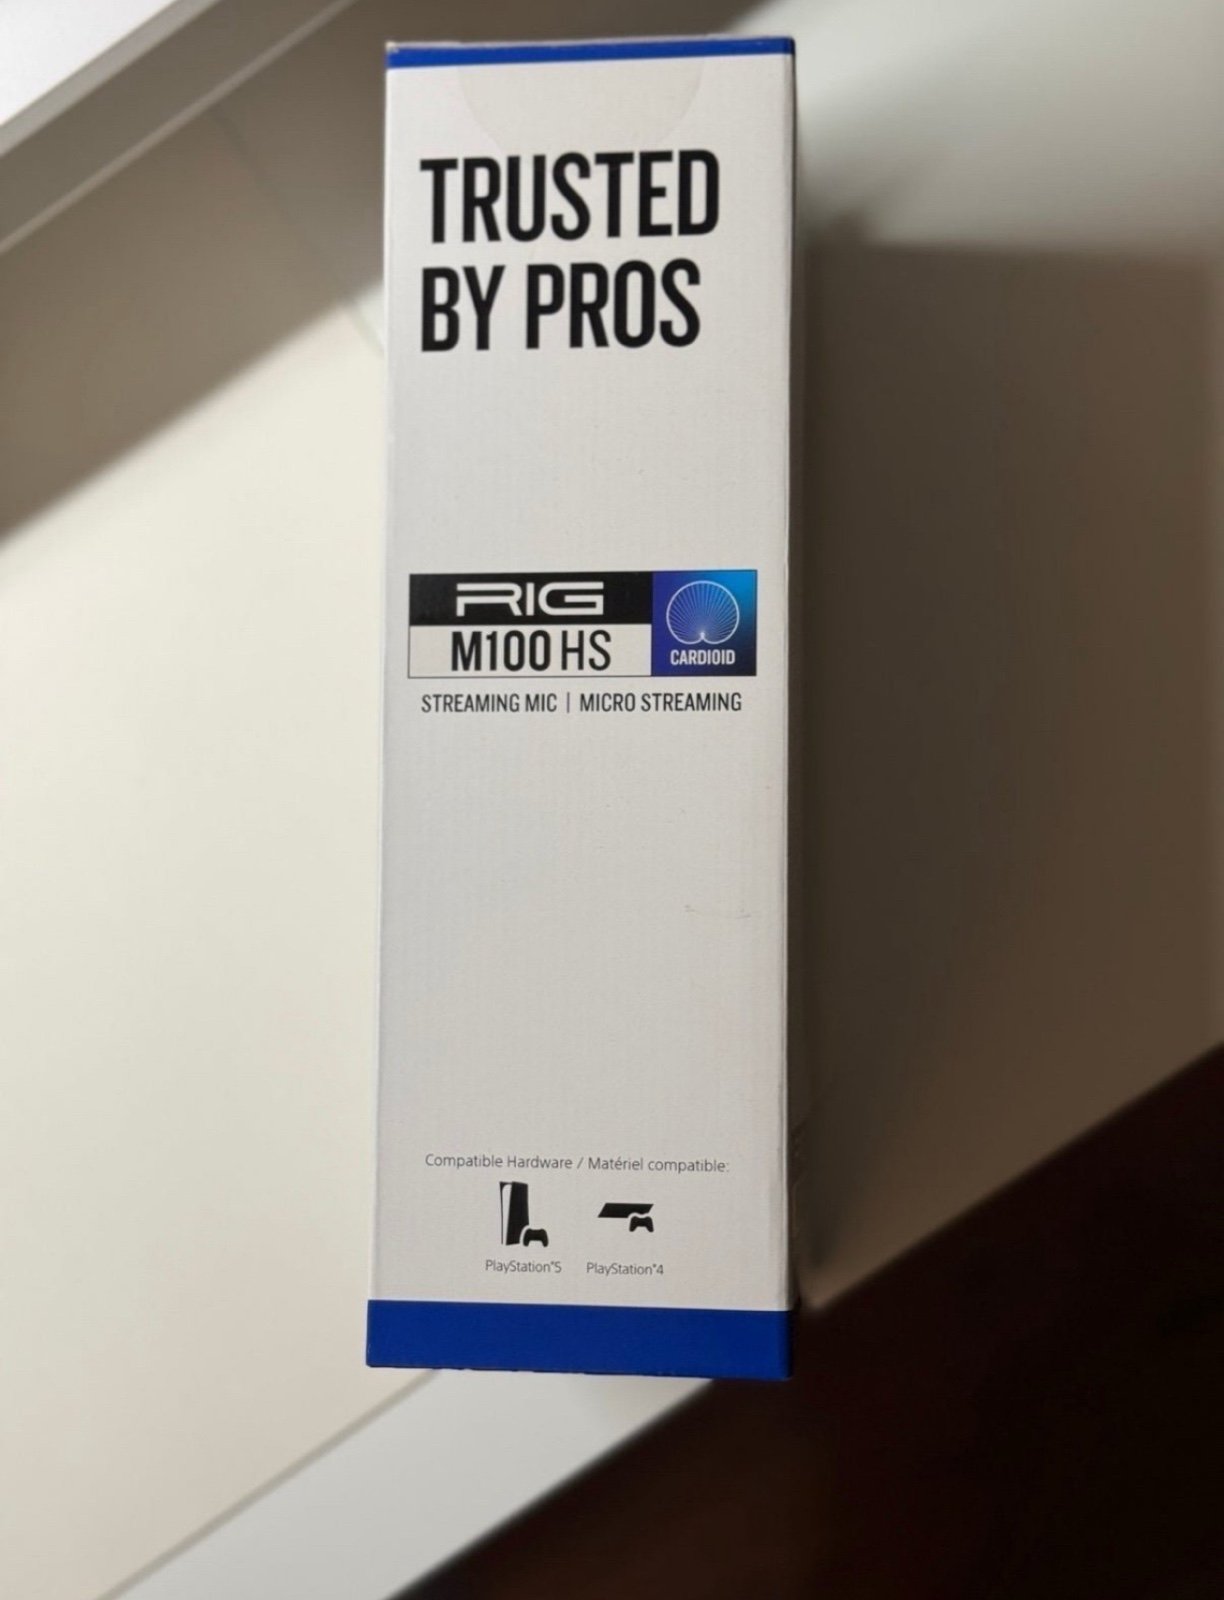 TRUSTED
BY PROS
RIG
M100 HS
CARDIOID
STREAMING MIC | MICRO STREAMING
Compatible Hardware / Matériel compatible:
PlayStation®5 PlayStation®4